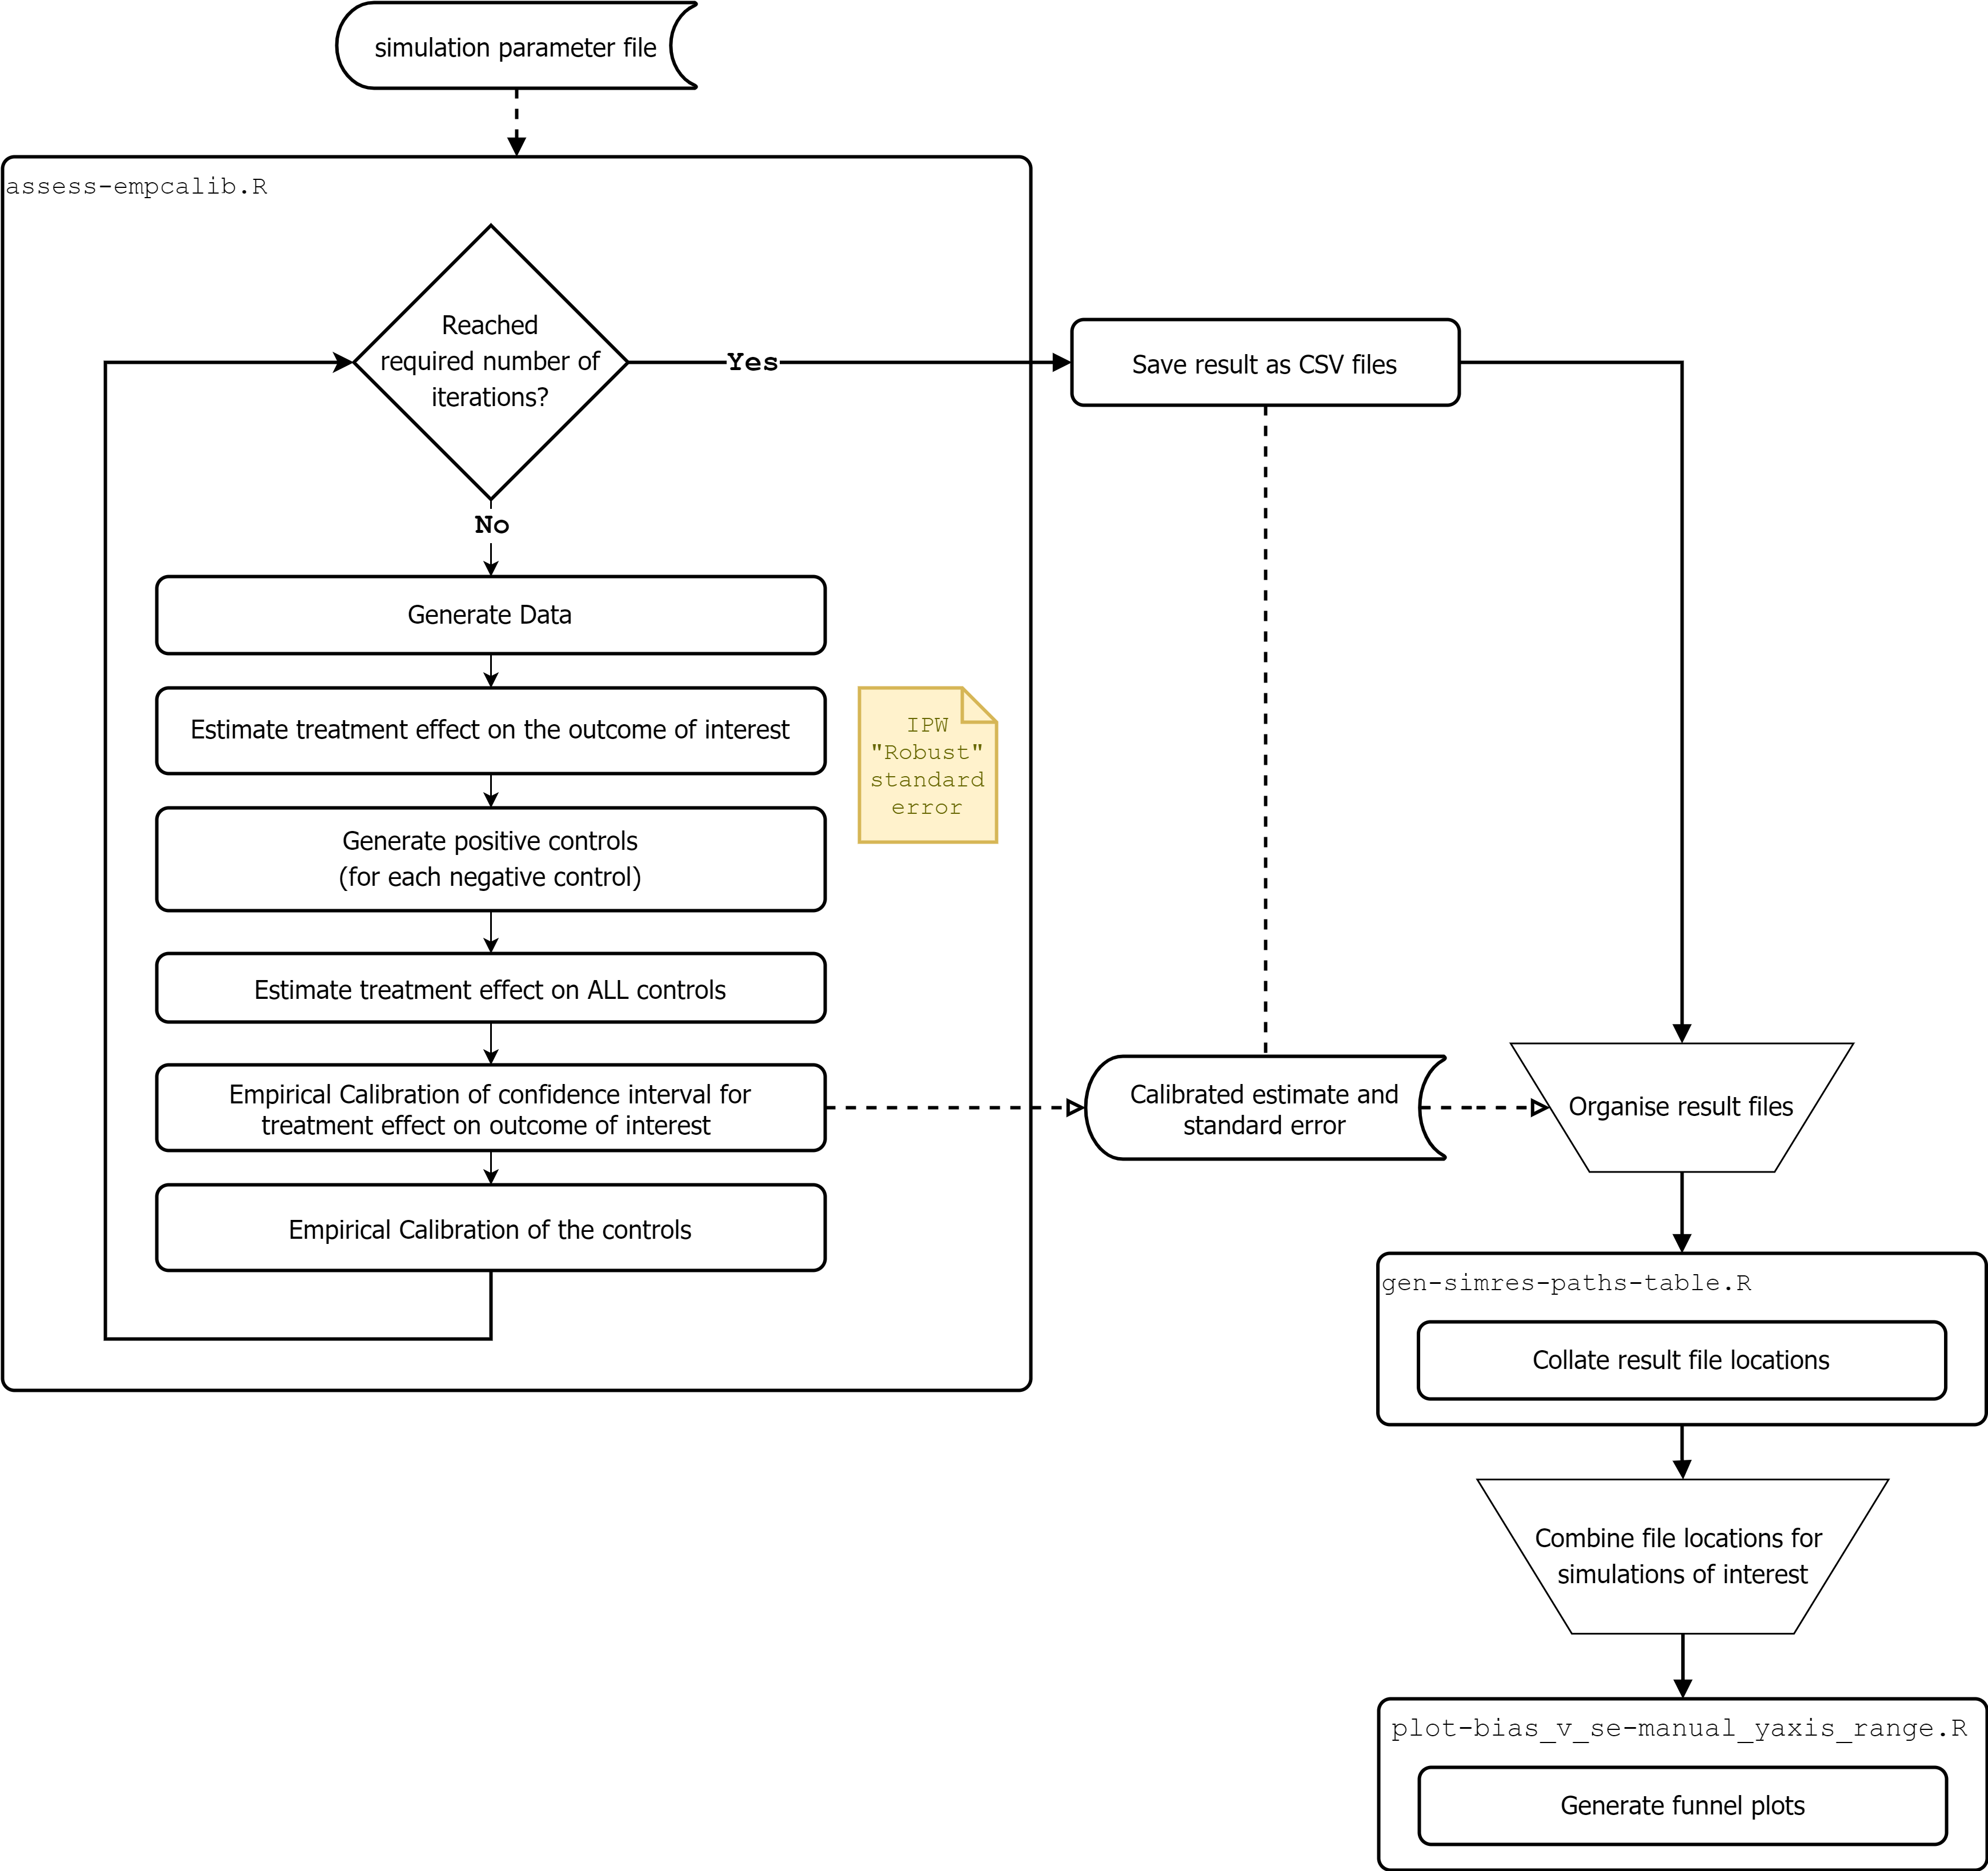 simulation parameter file
assess-empcalib.R
Reached
required number of
iterations?
Yes
Save result as CSV files
No
Generate Data
Estimate treatment effect on the outcome of interest
IPW
"Robust"
standard
error
Generate positive controls
(for each negative control)
Estimate treatment effect on ALL controls
Empirical Calibration of confidence interval for
treatment effect on outcome of interest
Calibrated estimate and
standard error
Organise result files
Empirical Calibration of the controls
gen-simres-paths-table.R
Collate result file locations
Combine file locations for
simulations of interest
plot-bias_v_se-manual_yaxis_range.R
Generate funnel plots